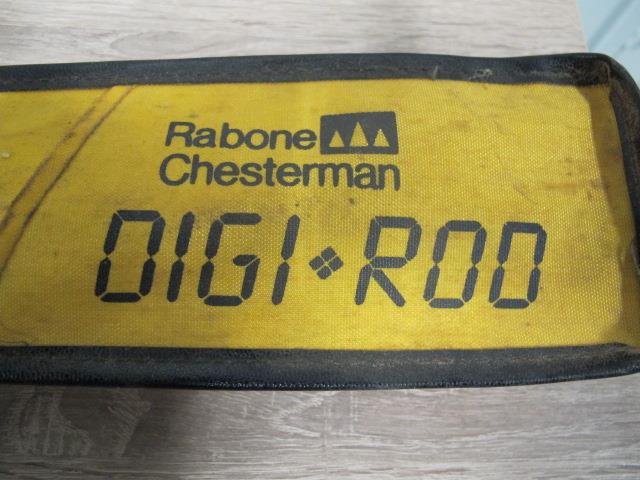 Rabone
Chesterman
DIGI ROD